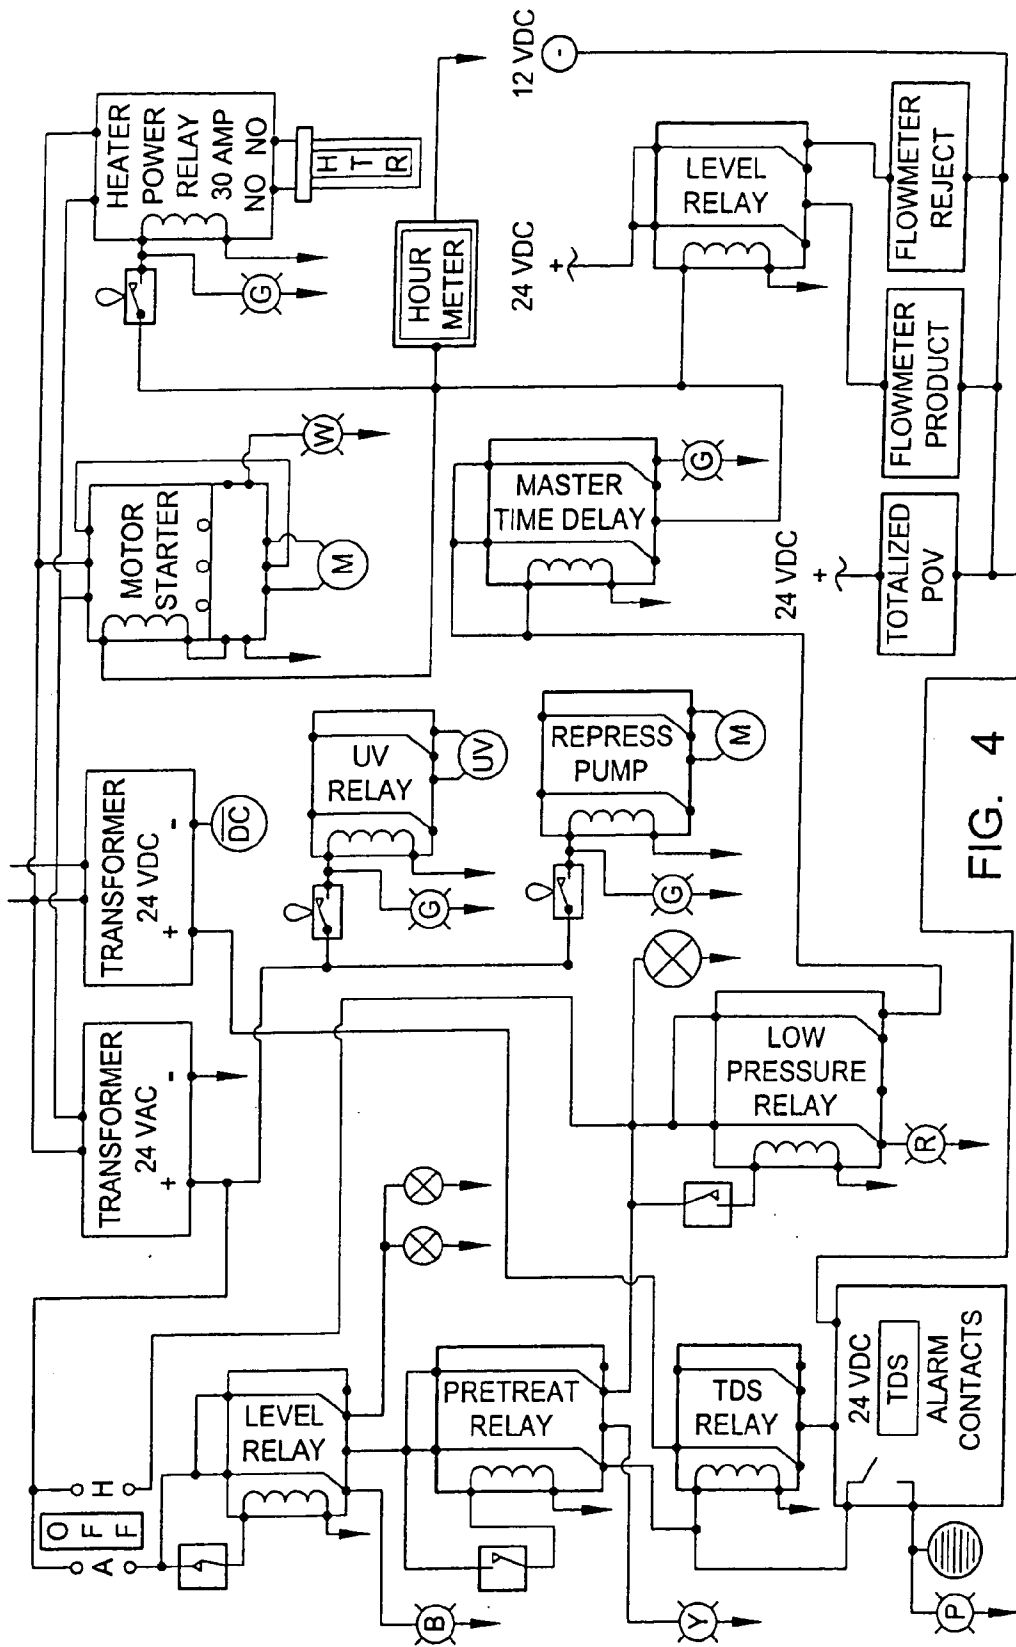 A
OFF
H
TRANSFORMER
24 VAC
+ -
TRANSFORMER
24 VDC
+ -
DC
MOTOR
STARTER
M
W
HEATER
POWER
RELAY
30 AMP
NO NO
HTR
G
LEVEL
RELAY
B
UV
RELAY
UV
G
HOUR
METER
12 VDC
-
PRETREAT
RELAY
Y
REPRESS
PUMP
M
G
MASTER
TIME DELAY
G
24 VDC
+
LEVEL
RELAY
TDS
RELAY
LOW
PRESSURE
RELAY
R
24 VDC
+
24 VDC
TDS
ALARM
CONTACTS
P
TOTALIZED
POV
FLOWMETER
PRODUCT
FLOWMETER
REJECT
FIG. 4